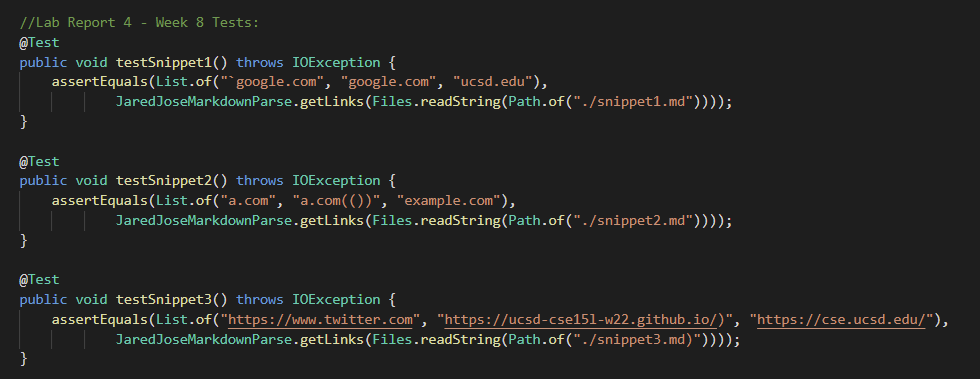 //Lab Report 4 - Week 8 Tests:
@Test
public void testSnippet1() throws IOException {
assertEquals(List.of("`google.com", "google.com", "ucsd.edu"),
JaredJoseMarkdownParse.getLinks(Files.readString(Path.of("./snippet1.md"))));
}
@Test
public void testSnippet2() throws IOException {
assertEquals(List.of("a.com", "a.com(())", "example.com"),
JaredJoseMarkdownParse.getLinks(Files.readString(Path.of("./snippet2.md"))));
}
@Test
public void testSnippet3() throws IOException {
assertEquals(List.of("https://www.twitter.com", "https://ucsd-cse15l-w22.github.io/)", "https://cse.ucsd.edu/"),
JaredJoseMarkdownParse.getLinks(Files.readString(Path.of("./snippet3.md)"))));
}